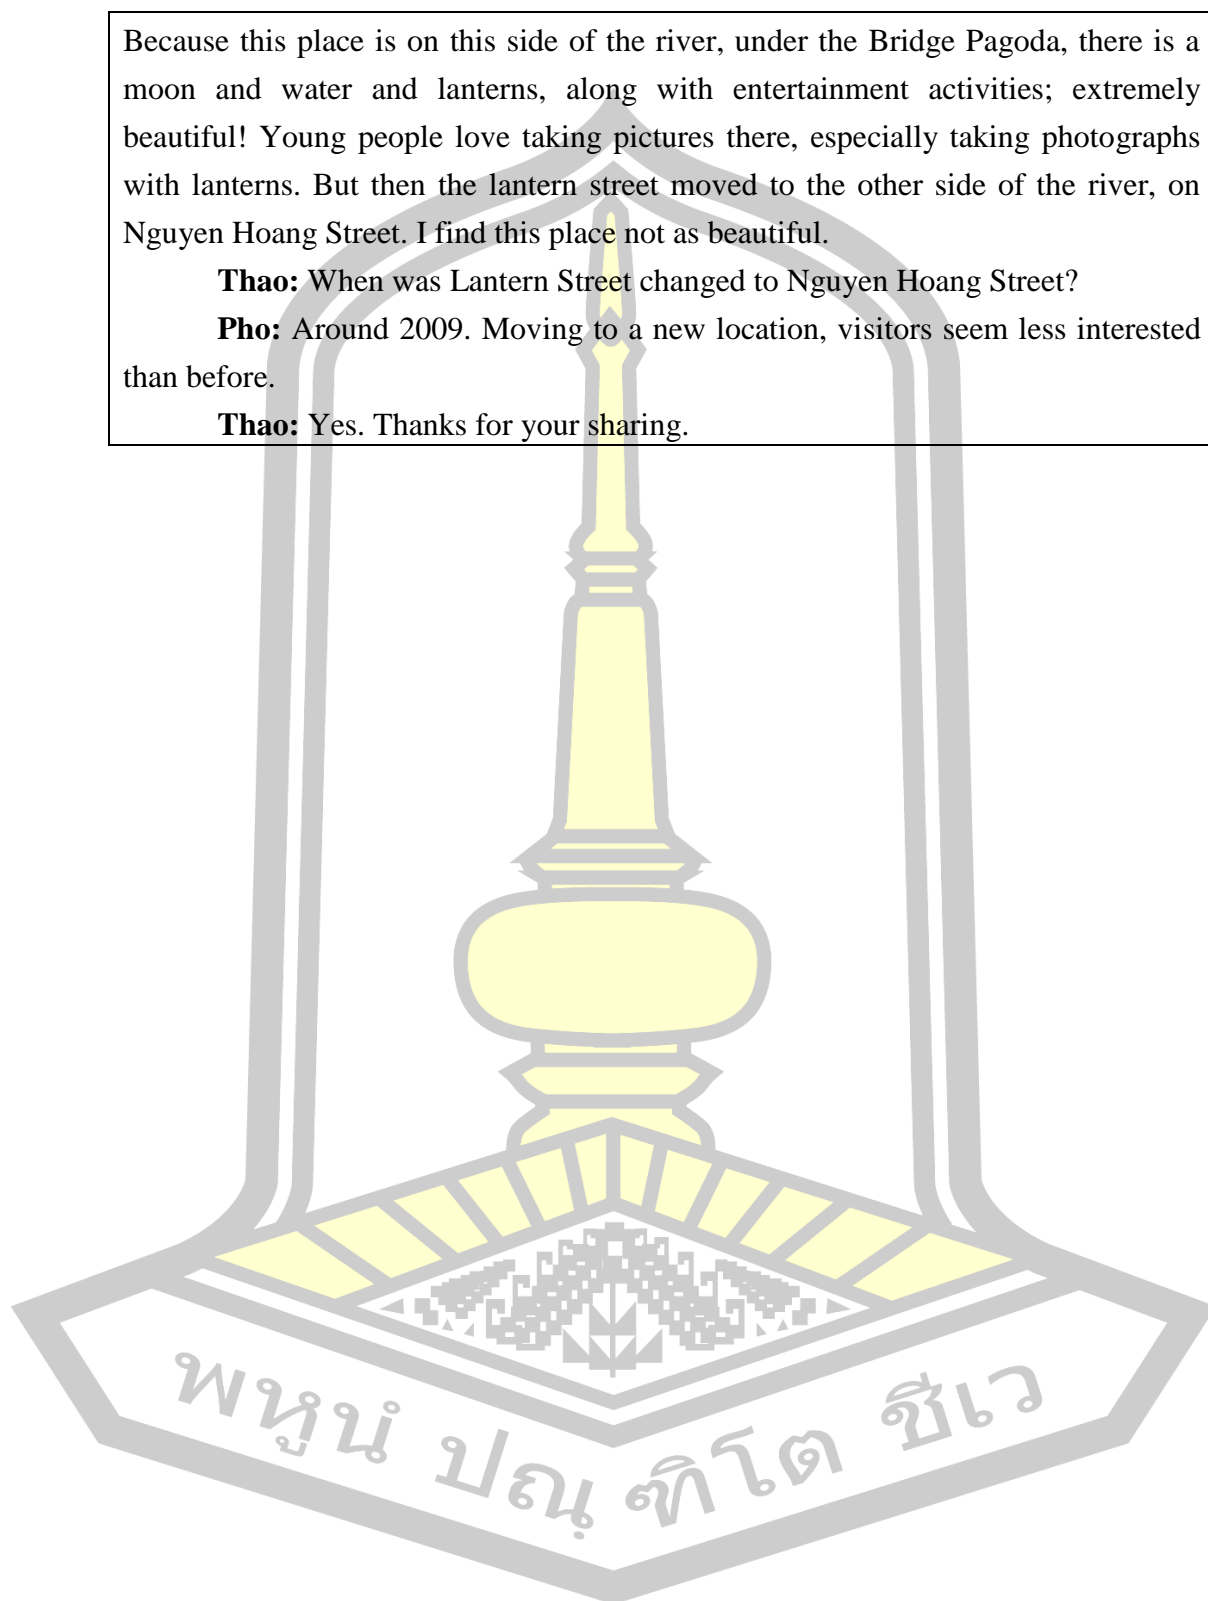 Because this place is on this side of the river, under the Bridge Pagoda, there is a
moon and water and lanterns, along with entertainment activities; extremely
beautiful! Young people love taking pictures there, especially taking photographs
with lanterns. But then the lantern street moved to the other side of the river, on
Nguyen Hoang Street. I find this place not as beautiful.
Thao: When was Lantern Street changed to Nguyen Hoang Street?
Pho: Around 2009. Moving to a new location, visitors seem less interested
than before.
Thao: Yes. Thanks for your sharing.
พหูนํ ปณฺฑิโต ชีเว